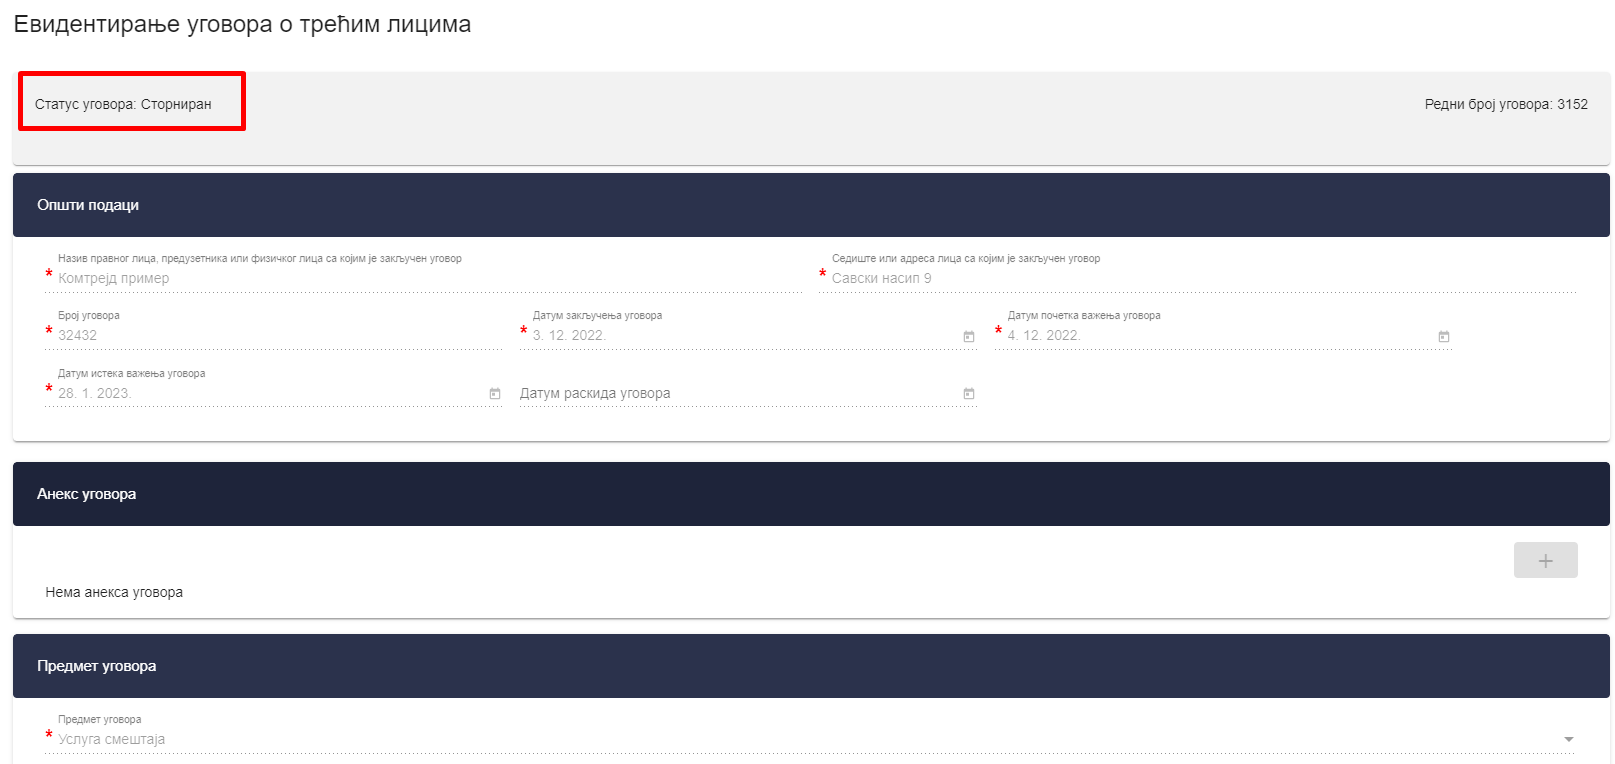 Евидентирање уговора о трећим лицима
Статус уговора: Сторниран
Редни број уговора: 3152
Општи подаци
Назив правног лица, предузетника или физичког лица са којим је закључен уговор
* Комтрејд пример
Седиште или адреса лица са којим је закључен уговор
* Савски насип 9
Број уговора
* 32432
Датум закључења уговора
* 3. 12. 2022.
Датум почетка важења уговора
* 4. 12. 2022.
Датум истека важења уговора
* 28. 1. 2023.
Датум раскида уговора
Анекс уговора
+
Нема анекса уговора
Предмет уговора
Предмет уговора
* Услуга смештаја